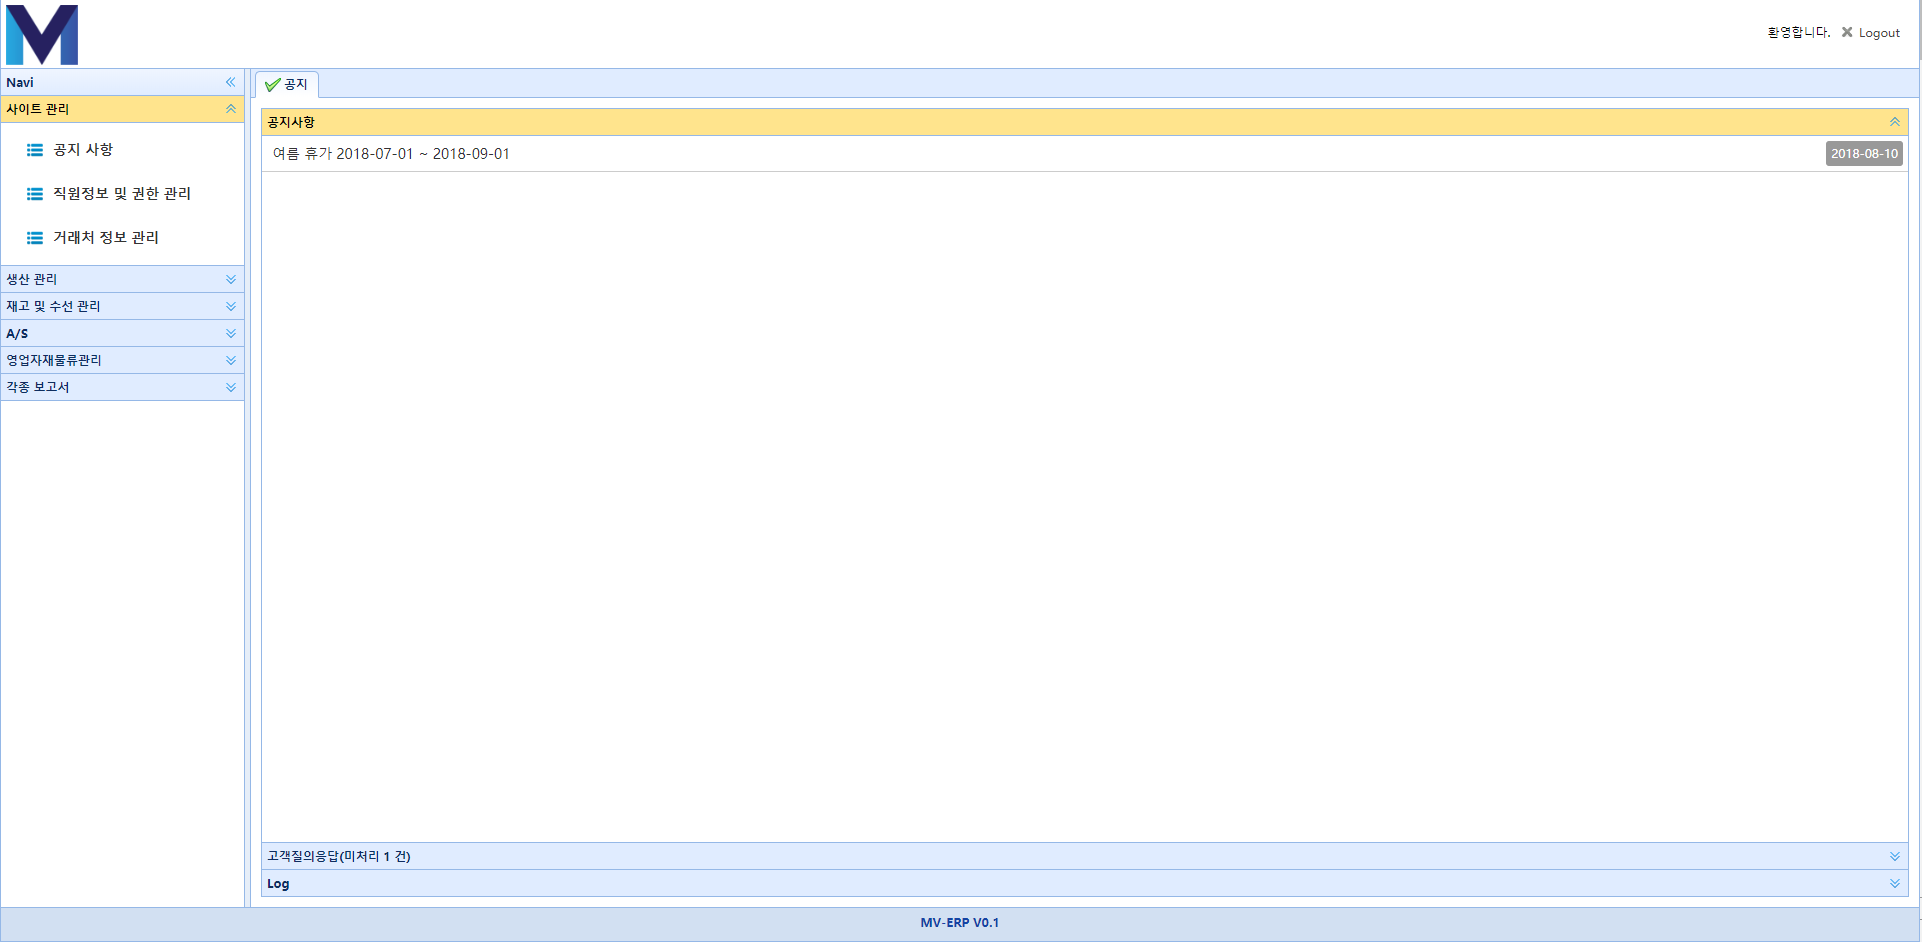 환영합니다. Logout
Navi
사이트 관리
공지 사항
직원정보 및 권한 관리
거래처 정보 관리
생산 관리
재고 및 수선 관리
A/S
영업자재물류관리
각종 보고서
공지
공지사항
여름 휴가 2018-07-01 ~ 2018-09-01
2018-08-10
고객질의응답(미처리 1 건)
Log
MV-ERP V0.1